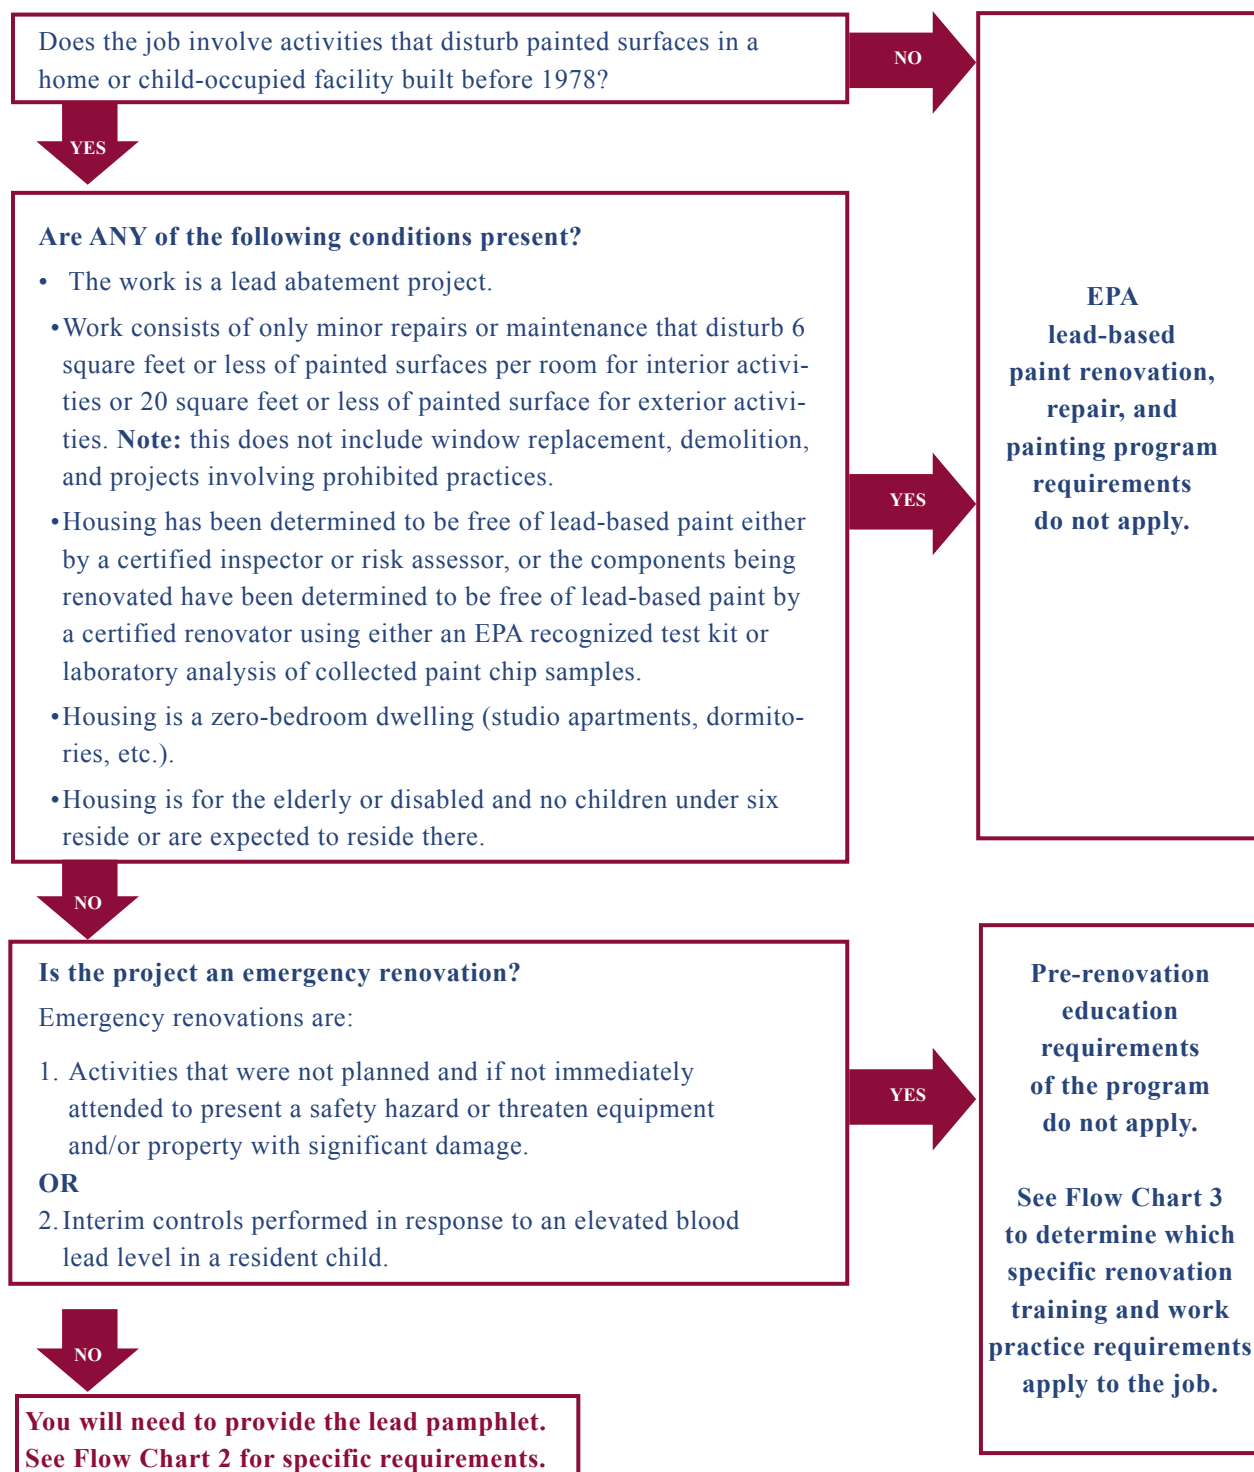 Does the job involve activities that disturb painted surfaces in a
home or child-occupied facility built before 1978?
NO
YES
Are ANY of the following conditions present?
• The work is a lead abatement project.
•Work consists of only minor repairs or maintenance that disturb 6
square feet or less of painted surfaces per room for interior activi-
ties or 20 square feet or less of painted surface for exterior activi-
ties. Note: this does not include window replacement, demolition,
and projects involving prohibited practices.
•Housing has been determined to be free of lead-based paint either
by a certified inspector or risk assessor, or the components being
renovated have been determined to be free of lead-based paint by
a certified renovator using either an EPA recognized test kit or
laboratory analysis of collected paint chip samples.
•Housing is a zero-bedroom dwelling (studio apartments, dormito-
ries, etc.).
•Housing is for the elderly or disabled and no children under six
reside or are expected to reside there.
YES
EPA
lead-based
paint renovation,
repair, and
painting program
requirements
do not apply.
NO
Is the project an emergency renovation?
Emergency renovations are:
1. Activities that were not planned and if not immediately
attended to present a safety hazard or threaten equipment
and/or property with significant damage.
OR
2. Interim controls performed in response to an elevated blood
lead level in a resident child.
YES
Pre-renovation
education
requirements
of the program
do not apply.
See Flow Chart 3
to determine which
specific renovation
training and work
practice requirements
apply to the job.
NO
You will need to provide the lead pamphlet.
See Flow Chart 2 for specific requirements.